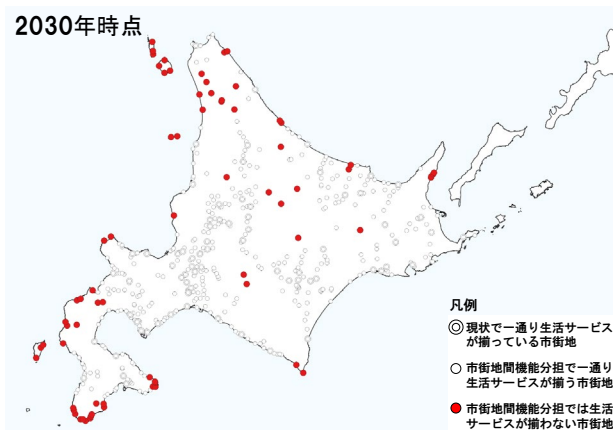 2030年時点
凡例
◎現状で一通り生活サービス
が揃っている市街地
○市街地間機能分担で一通り
生活サービスが揃う市街地
●市街地間機能分担では生活
サービスが揃わない市街地